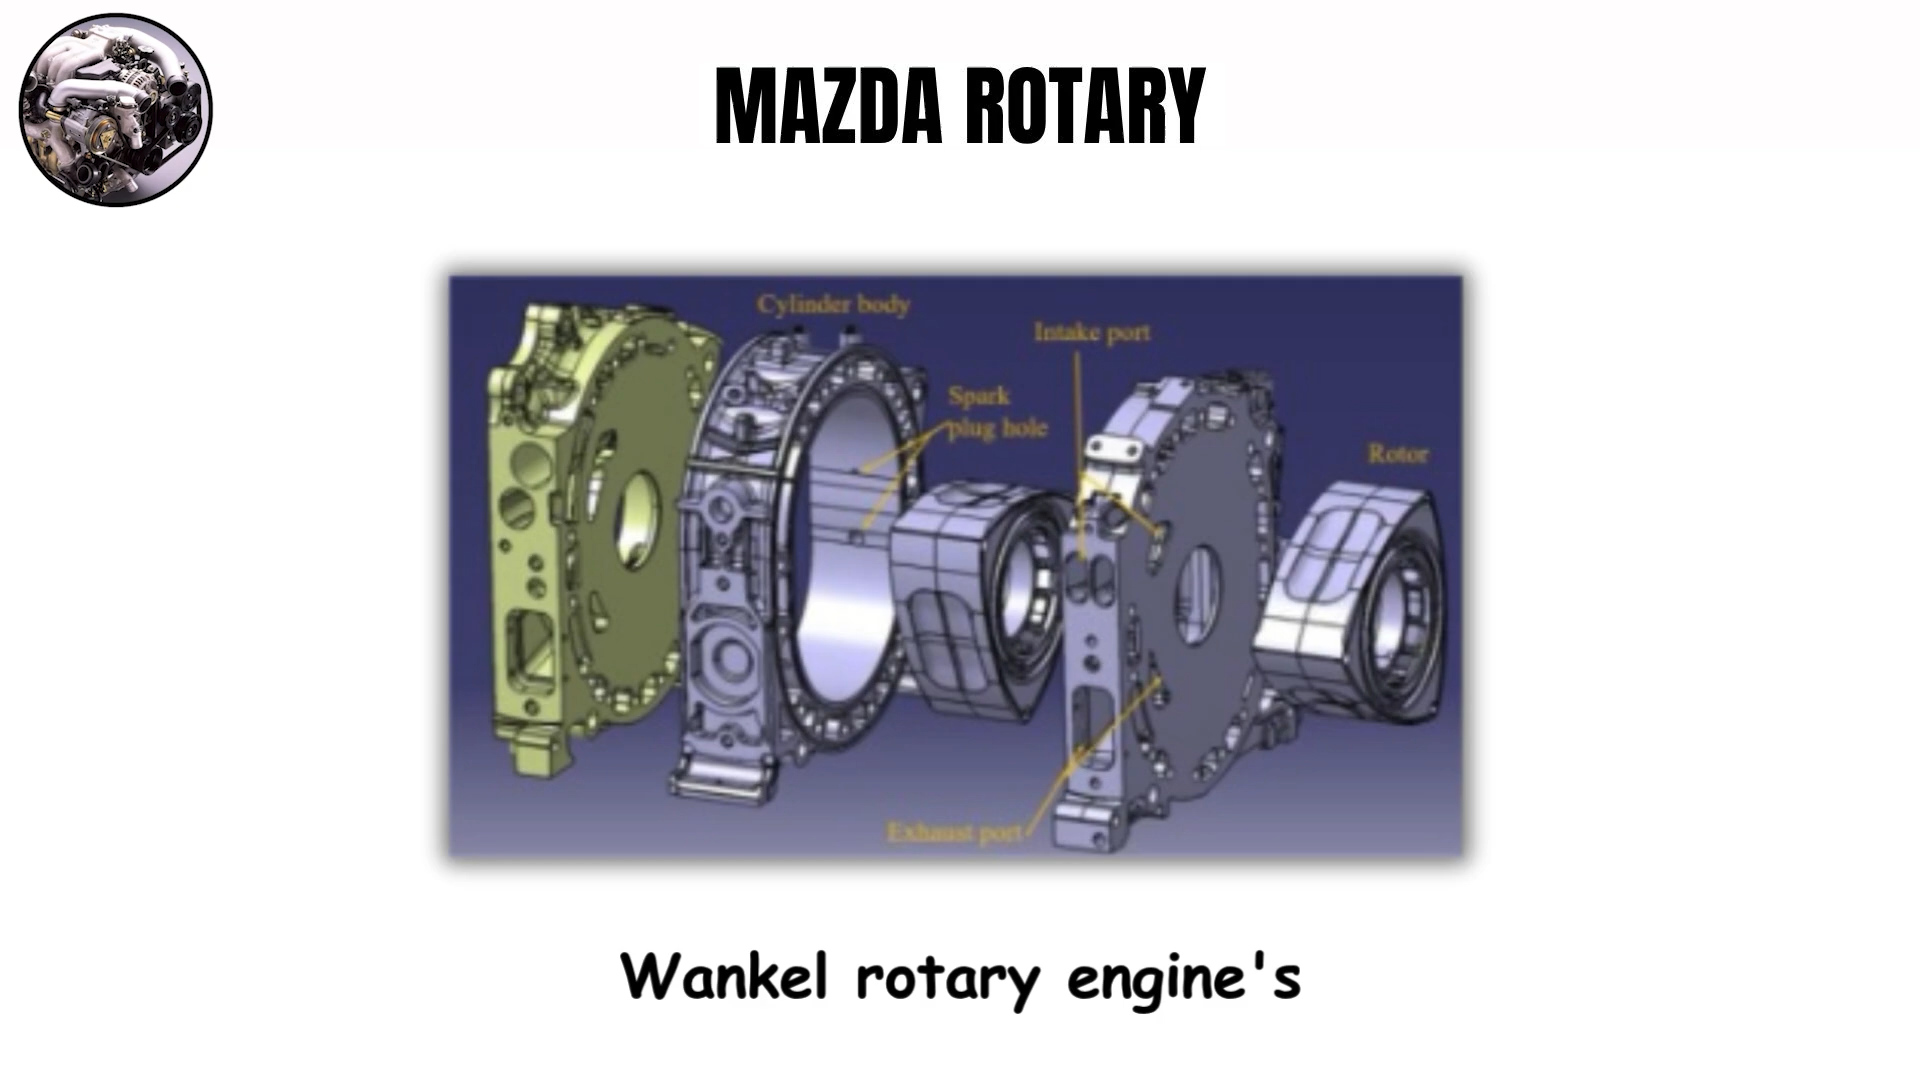 MAZDA ROTARY
Cylinder body
Intake port
Spark
plug hole
Rotor
Exhaust port
Wankel rotary engine's